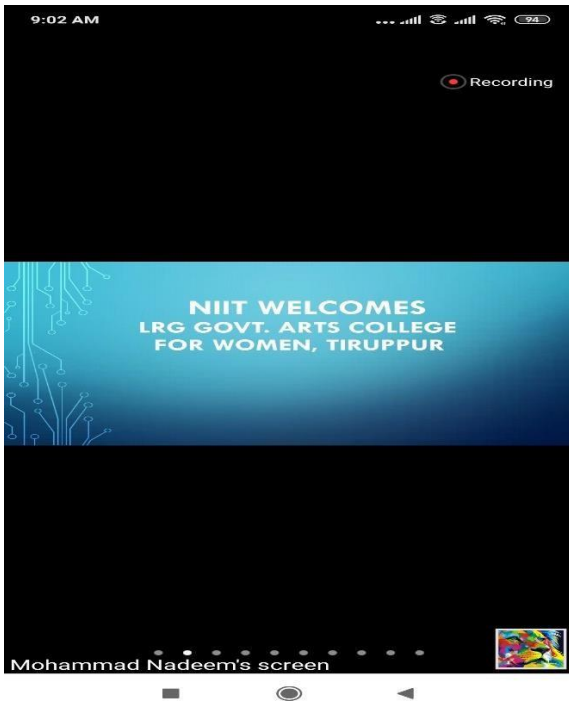 9:02 AM
94
Recording
NIIT WELCOMES
LRG GOVT. ARTS COLLEGE
FOR WOMEN, TIRUPPUR
Mohammad Nadeem's screen